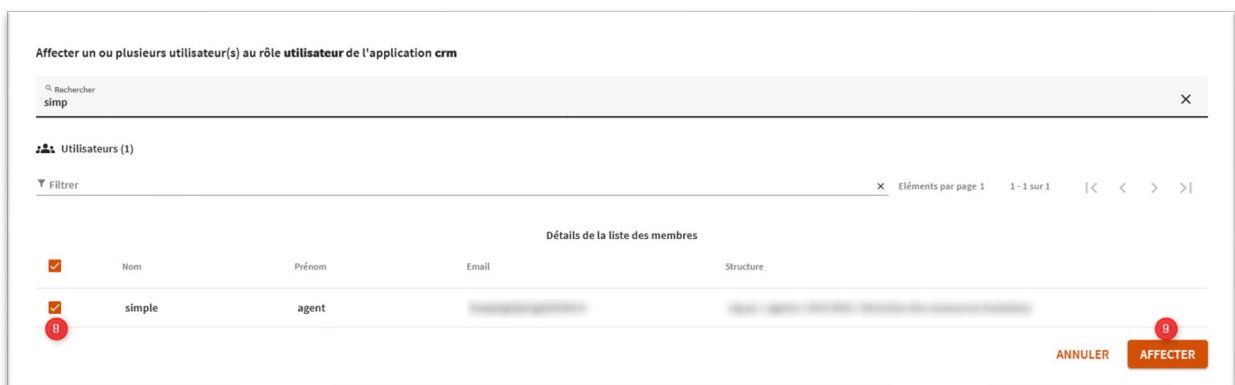 Affecter un ou plusieurs utilisateur(s) au rôle utilisateur de l'application crm
Rechercher
simp
Utilisateurs (1)
Filtrer Eléments par page 1 1 - 1 sur 1
Détails de la liste des membres
Nom Prénom Email Structure
simple agent
8 9
ANNULER AFFECTER